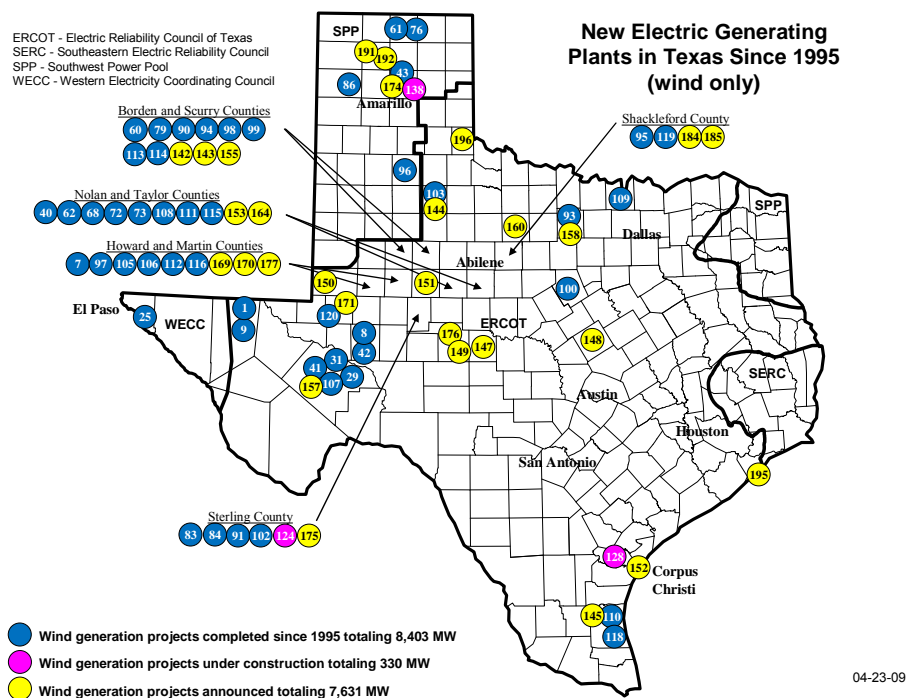 ERCOT - Electric Reliability Council of Texas
SERC - Southeastern Electric Reliability Council
SPP - Southwest Power Pool
WECC - Western Electricity Coordinating Council
New Electric Generating
Plants in Texas Since 1995
(wind only)
SPP
61 76
191
192
43
86
174 138
Amarillo
Borden and Scurry Counties
60 79 90 94 98 99
113 114 142 143 155
Shackleford County
95 119 184 185
196
96
103
144
109
Nolan and Taylor Counties
40 62 68 72 73 108 111 115 153 164
93
160
158
SPP
Dallas
Howard and Martin Counties
7 97 105 106 112 116 169 170 177
Abilene
150
151
100
171
El Paso
25
WECC
1
9
120
ERCOT
8
42
176
149
147
148
31
41
29
157
107
SERC
Austin
Houston
San Antonio
195
Sterling County
83 84 91 102 124 175
128
152
Corpus
Christi
145 110
118
Wind generation projects completed since 1995 totaling 8,403 MW
Wind generation projects under construction totaling 330 MW
Wind generation projects announced totaling 7,631 MW
04-23-09